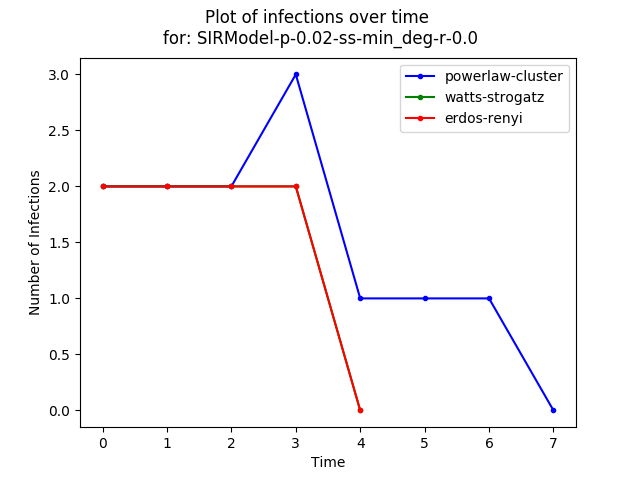 Plot of infections over time
for: SIRModel-p-0.02-ss-min_deg-r-0.0
powerlaw-cluster
watts-strogatz
erdos-renyi
Number of Infections
3.0
2.5
2.0
1.5
1.0
0.5
0.0
0 1 2 3 4 5 6 7
Time